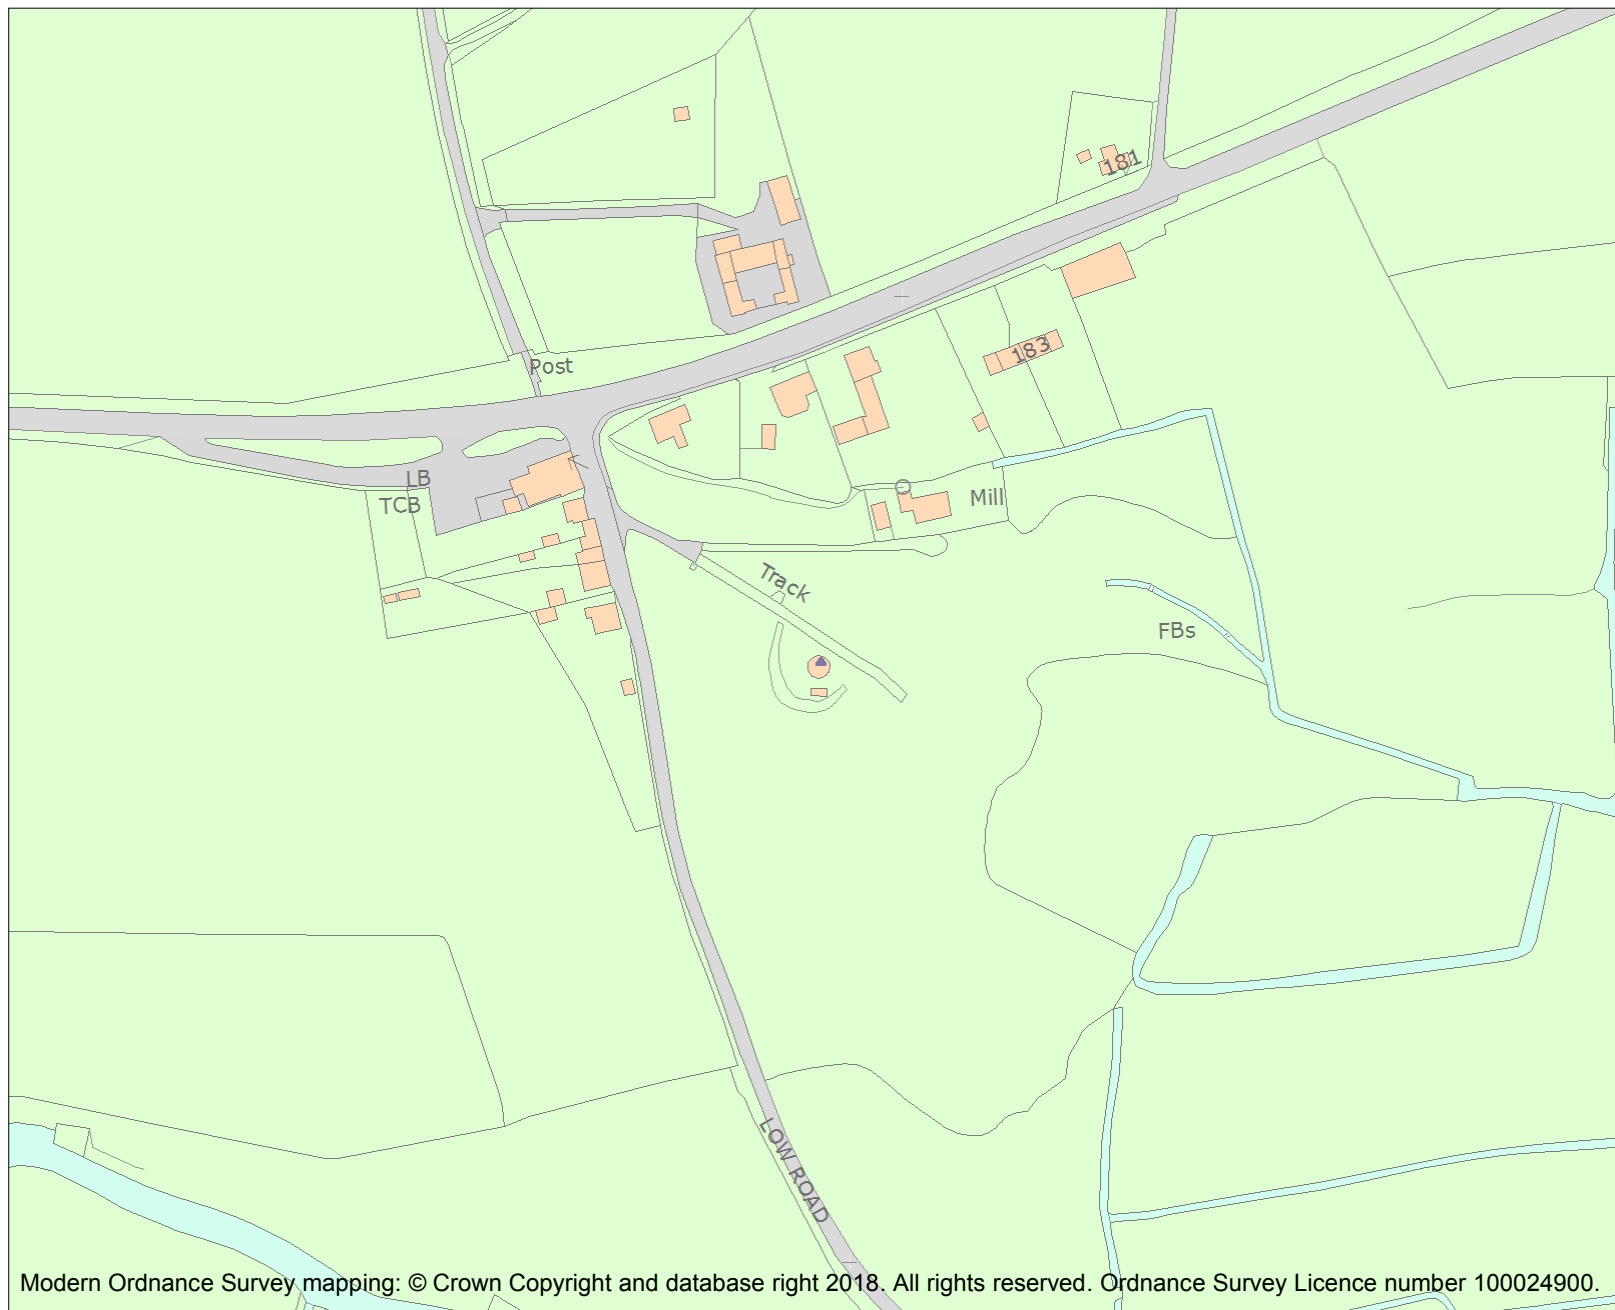 181
183
Post
LB
TCB
Mill
Track
FBs
LOW ROAD
Modern Ordnance Survey mapping: © Crown Copyright and database right 2018. All rights reserved. Ordnance Survey Licence number 100024900.